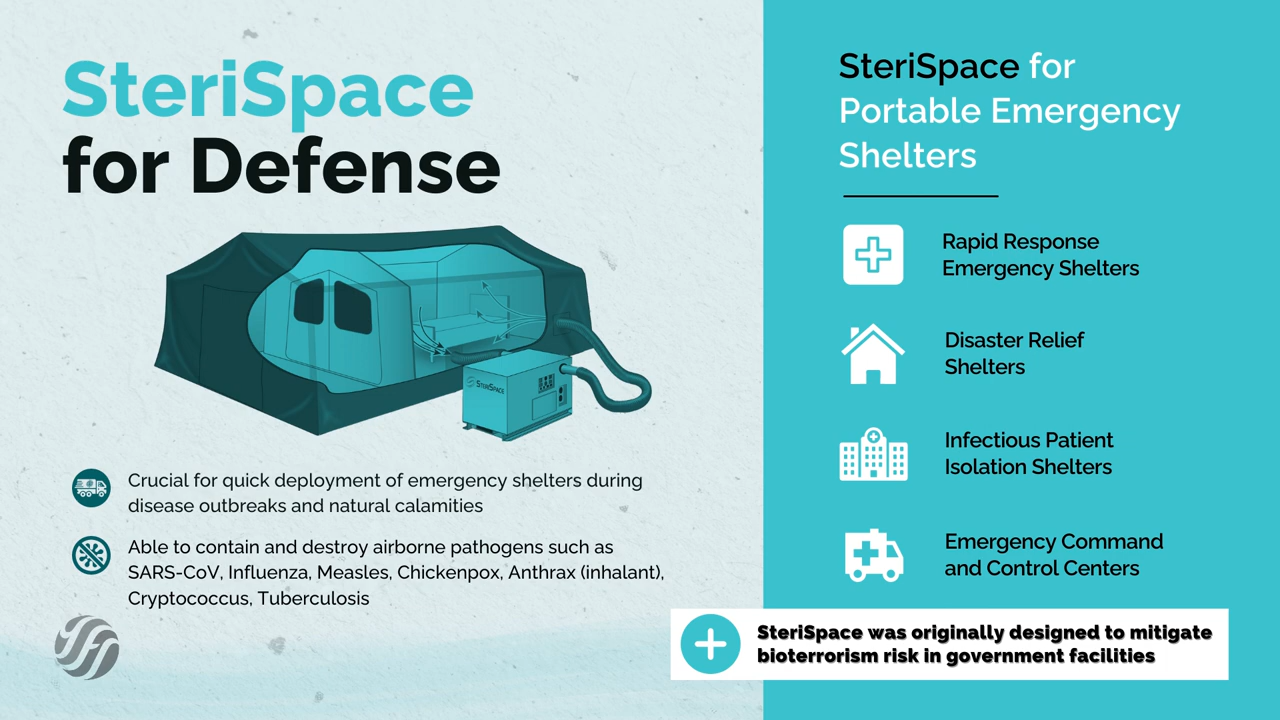 SteriSpace
for Defense
STERISPACE
Crucial for quick deployment of emergency shelters during
disease outbreaks and natural calamities
Able to contain and destroy airborne pathogens such as
SARS-CoV, Influenza, Measles, Chickenpox, Anthrax (inhalant),
Cryptococcus, Tuberculosis
SteriSpace for
Portable Emergency
Shelters
Rapid Response
Emergency Shelters
Disaster Relief
Shelters
Infectious Patient
Isolation Shelters
Emergency Command
and Control Centers
SteriSpace was originally designed to mitigate
bioterrorism risk in government facilities